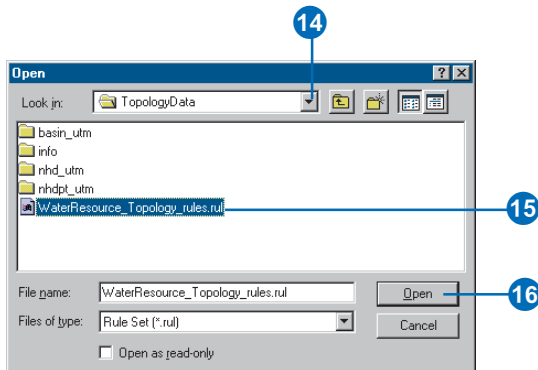 14
Open
Look in: TopologyData
basin_utm
info
nhd_utm
nhdpt_utm
WaterResource_Topology_rules.rul
15
File name: WaterResource_Topology_rules.rul Open
16
Files of type: Rule Set (*.rul) Cancel
Open as read-only